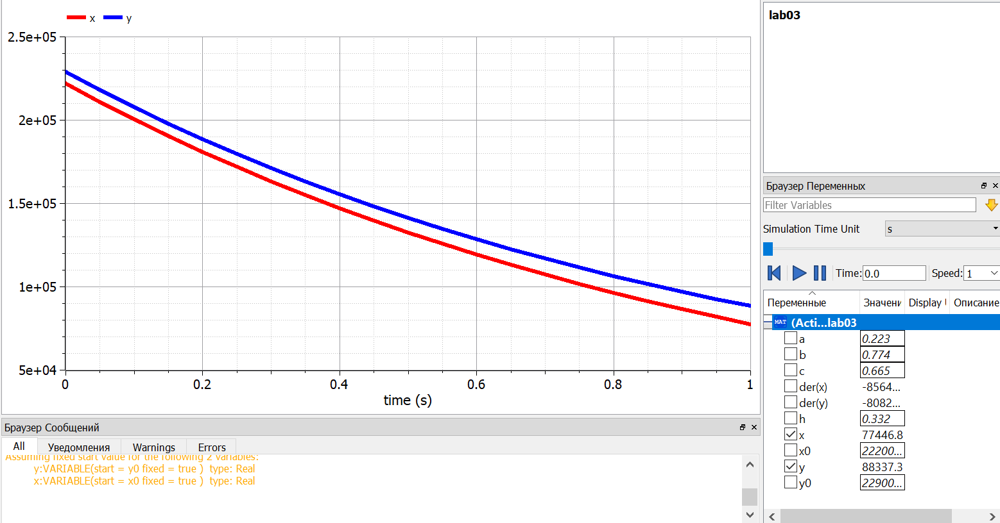 x y
lab03
2.5e+05
2e+05
1.5e+05
1e+05
5e+04
0 0.2 0.4 0.6 0.8 1
time (s)
Браузер Переменных
Filter Variables
Simulation Time Unit s
Time: 0.0 Speed: 1
Переменные Значени Display Описание
MAT (Acti...lab03
a 0.223
b 0.774
c 0.665
der(x) -8564...
der(y) -8082...
h 0.332
x 77446.8
x0 22200...
y 88337.3
y0 22900...
Браузер Сообщений
All Уведомления Warnings Errors
Assuming fixed start value for the following 2 variables:
y:VARIABLE(start = y0 fixed = true ) type: Real
x:VARIABLE(start = x0 fixed = true ) type: Real